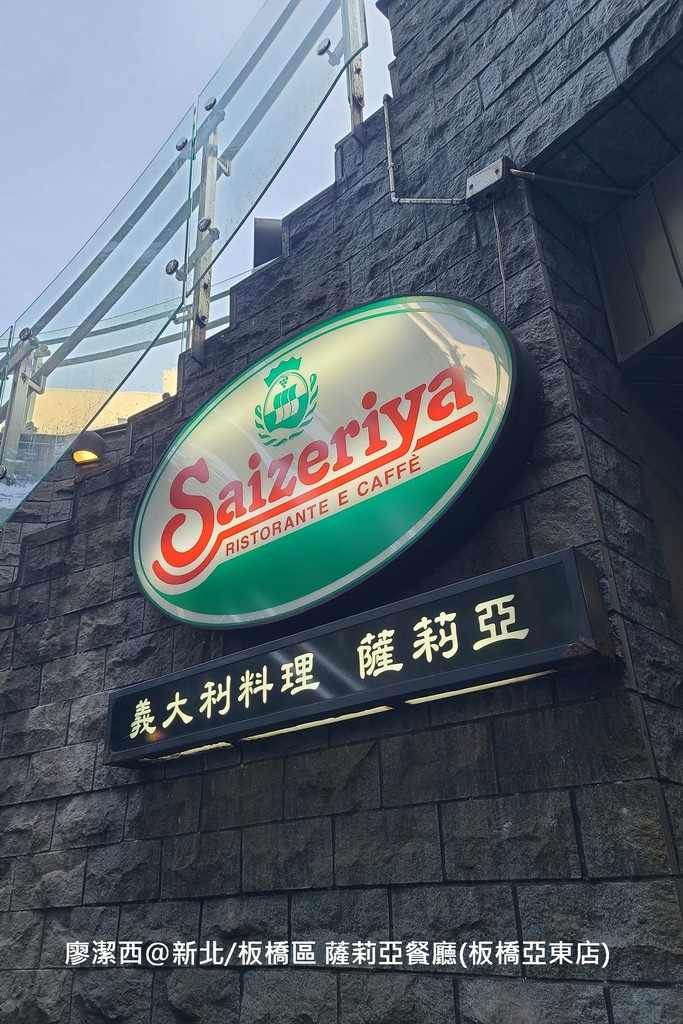 Saizeriya
RISTORANTE E CAFFÈ
義大利料理 薩莉亞
廖潔西@新北/板橋區 薩莉亞餐廳(板橋亞東店)